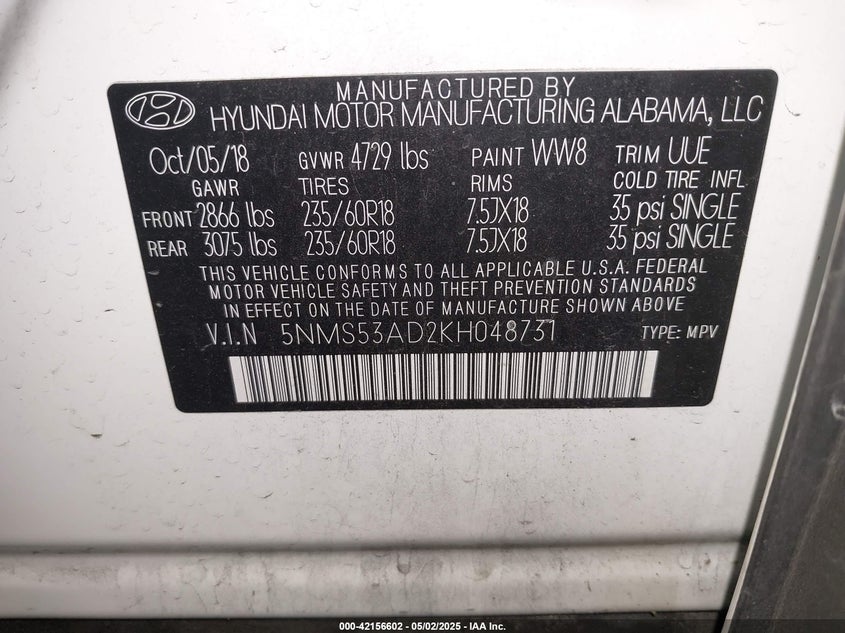 MANUFACTURED BY
HYUNDAI MOTOR MANUFACTURING ALABAMA, LLC
Oct/05/18 GVWR 4729 lbs PAINT WW8 TRIM UUE
GAWR TIRES RIMS COLD TIRE INFL
FRONT 2866 lbs 235/60R18 7.5JX18 35 psi SINGLE
REAR 3075 lbs 235/60R18 7.5JX18 35 psi SINGLE
THIS VEHICLE CONFORMS TO ALL APPLICABLE U.S.A. FEDERAL
MOTOR VEHICLE SAFETY AND THEFT PREVENTION STANDARDS
IN EFFECT ON THE DATE OF MANUFACTURE SHOWN ABOVE
V.I.N 5NMS53AD2KH048731 TYPE: MPV
000-42156602 - 05/02/2025 - IAA Inc.